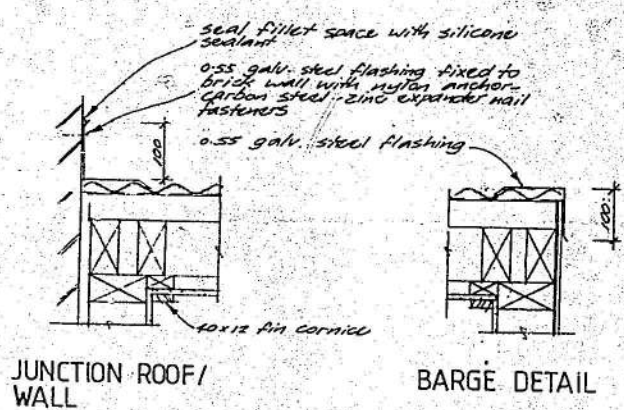 seal fillet space with silicone
sealant
0.55 galv. steel flashing fixed to
brick wall with nylon anchor-
carbon steel zinc expander nail
fasteners
0.55 galv. steel flashing
100
100
40x12 fin cornice
JUNCTION ROOF/
WALL
BARGE DETAIL